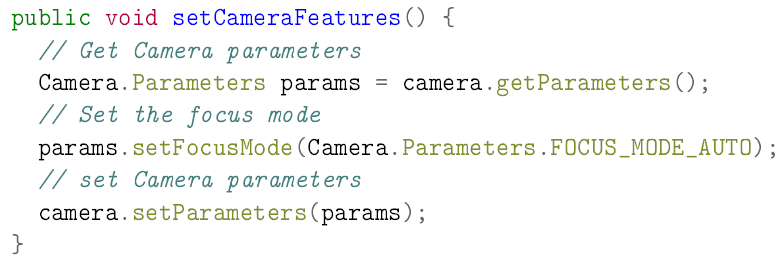 public void setCameraFeatures() {
  // Get Camera parameters
  Camera.Parameters params = camera.getParameters();
  // Set the focus mode
  params.setFocusMode(Camera.Parameters.FOCUS_MODE_AUTO);
  // set Camera parameters
  camera.setParameters(params);
}